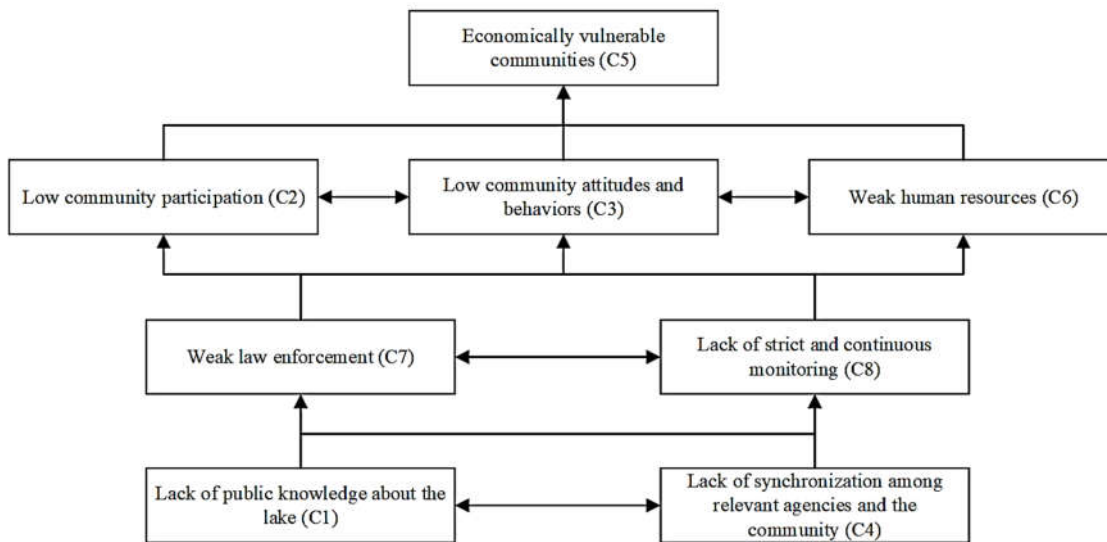 Economically vulnerable
communities (C5)
Low community participation (C2)
Low community attitudes and
behaviors (C3)
Weak human resources (C6)
Weak law enforcement (C7)
Lack of strict and continuous
monitoring (C8)
Lack of public knowledge about the
lake (C1)
Lack of synchronization among
relevant agencies and the
community (C4)